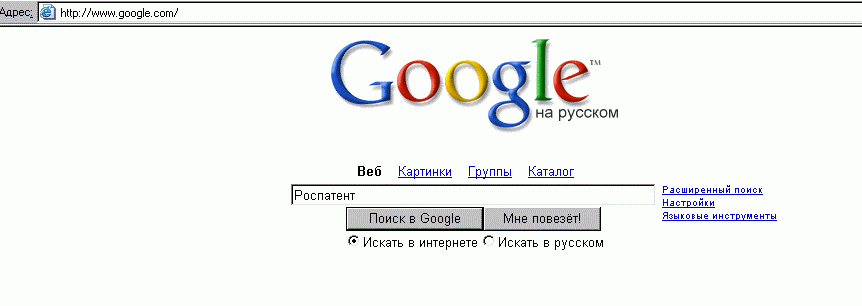 Адрес: http://www.google.com/
Google™
на русском
Веб Картинки Группы Каталог
Роспатент
Расширенный поиск
Настройки
Языковые инструменты
Поиск в Google Мне повезёт!
Искать в интернете Искать в русском